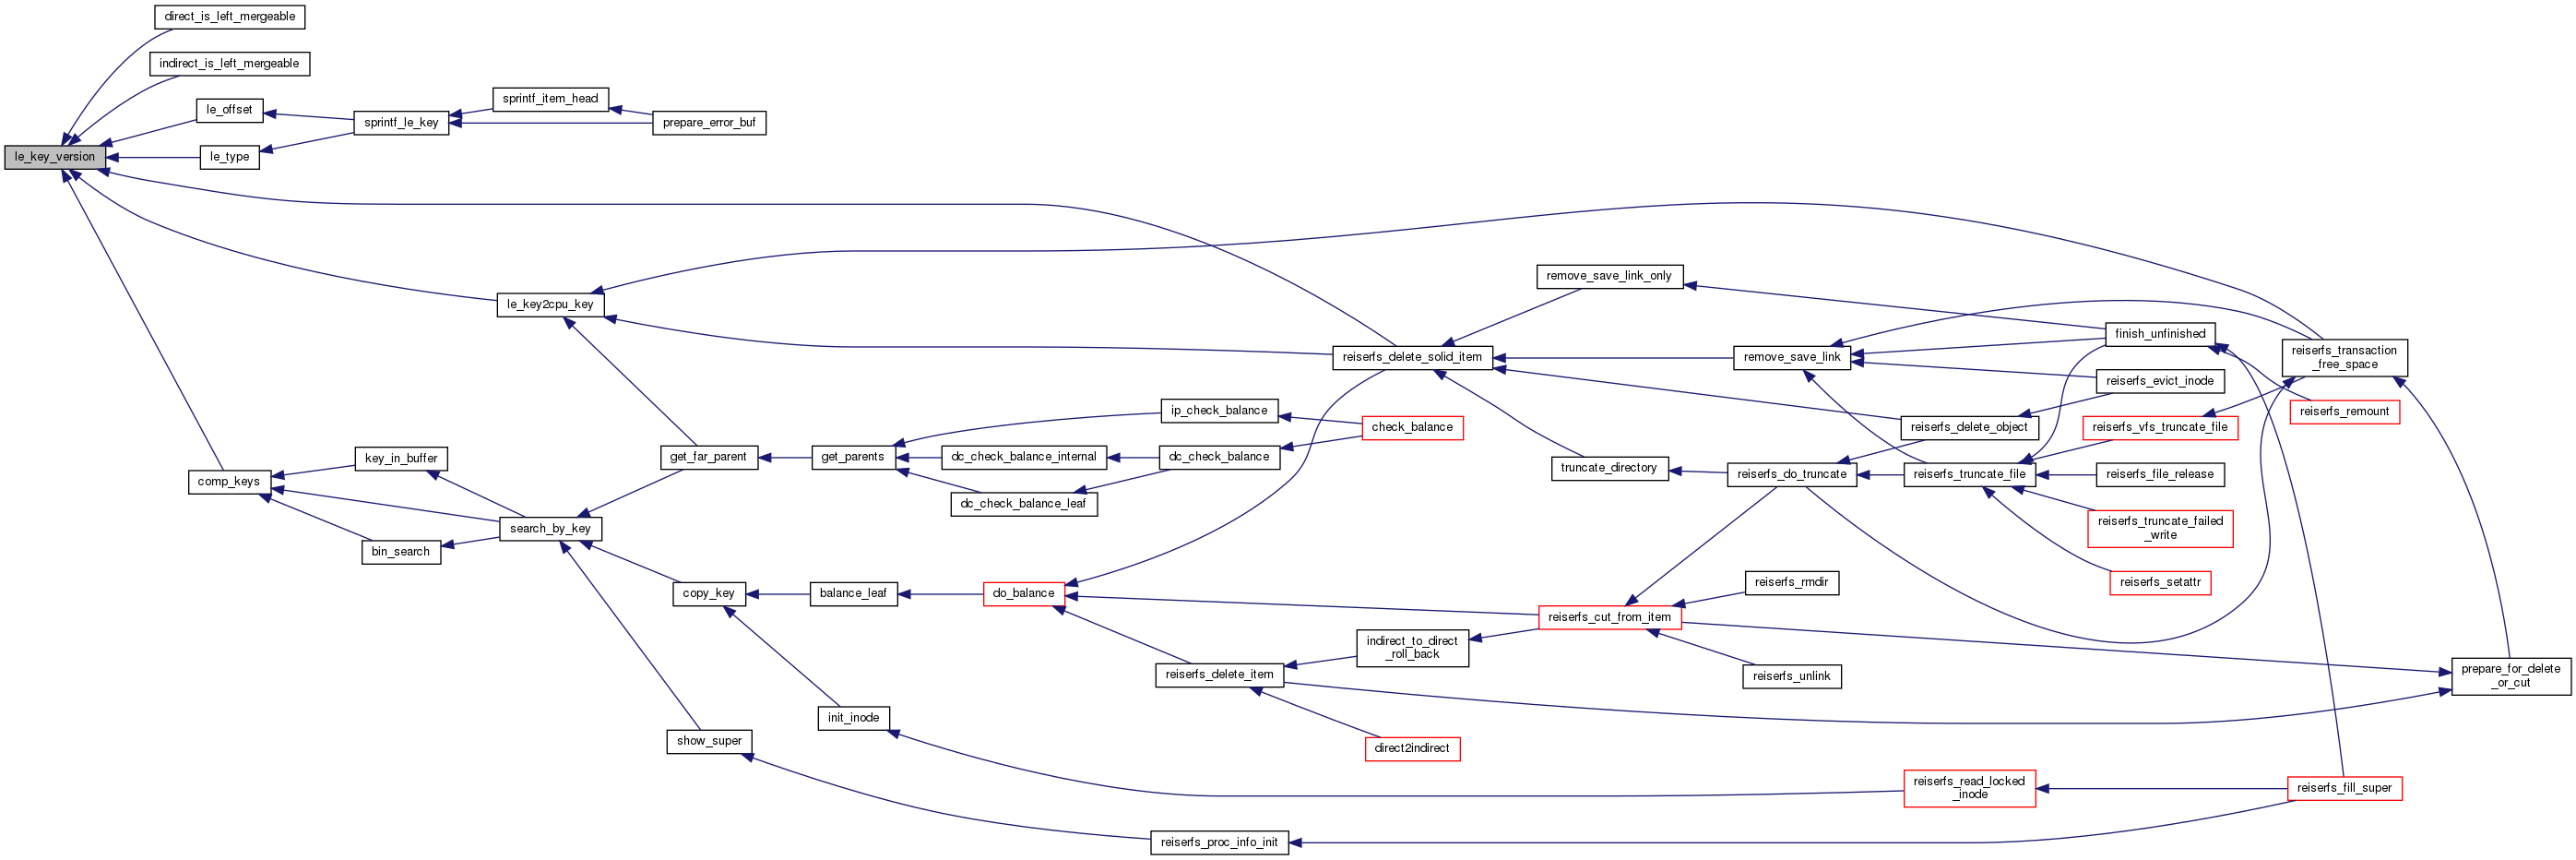 direct_is_left_mergeable
indirect_is_left_mergeable
le_offset
sprintf_item_head
sprintf_le_key
prepare_error_buf
le_key_version
le_type
le_key2cpu_key
remove_save_link_only
finish_unfinished
reiserfs_transaction
_free_space
reiserfs_delete_solid_item
remove_save_link
reiserfs_evict_inode
reiserfs_remount
ip_check_balance
check_balance
reiserfs_delete_object
reiserfs_vfs_truncate_file
key_in_buffer
get_far_parent
get_parents
dc_check_balance_internal
dc_check_balance
truncate_directory
reiserfs_do_truncate
reiserfs_truncate_file
reiserfs_file_release
comp_keys
dc_check_balance_leaf
search_by_key
reiserfs_truncate_failed
_write
bin_search
reiserfs_setattr
copy_key
balance_leaf
do_balance
reiserfs_rmdir
reiserfs_cut_from_item
indirect_to_direct
_roll_back
reiserfs_delete_item
reiserfs_unlink
prepare_for_delete
_or_cut
init_inode
show_super
direct2indirect
reiserfs_read_locked
_inode
reiserfs_fill_super
reiserfs_proc_info_init